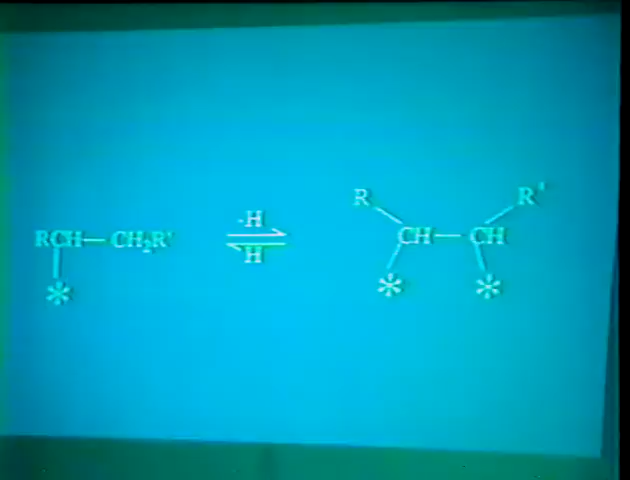 R R'
-H
RCH—CH₂R' ⇌ CH—CH
H
* * *